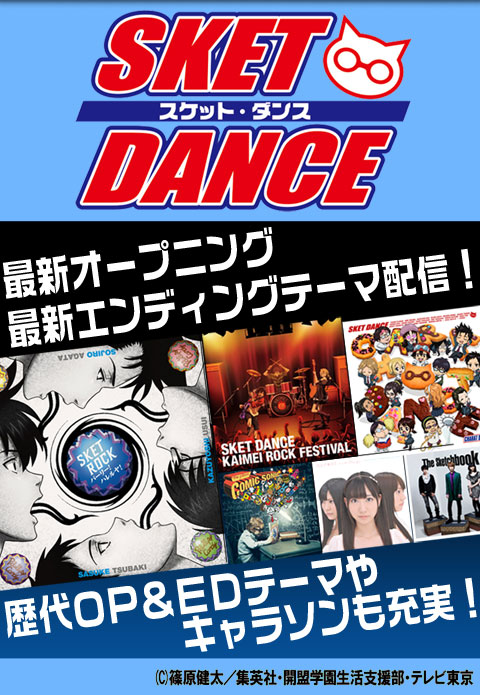 SKET
スケット・ダンス
DANCE
最新オープニング
最新エンディングテーマ配信！
SOJIRO AGATA
SKET
ROCK
SASUKE TSUBAKI
SKET DANCE
KAIMEI ROCK FESTIVAL
SKET DANCE
COMIC SONIC
The Sketchbook
歴代OP＆EDテーマや
キャラソンも充実！
(C)篠原健太／集英社・開盟学園生活支援部・テレビ東京